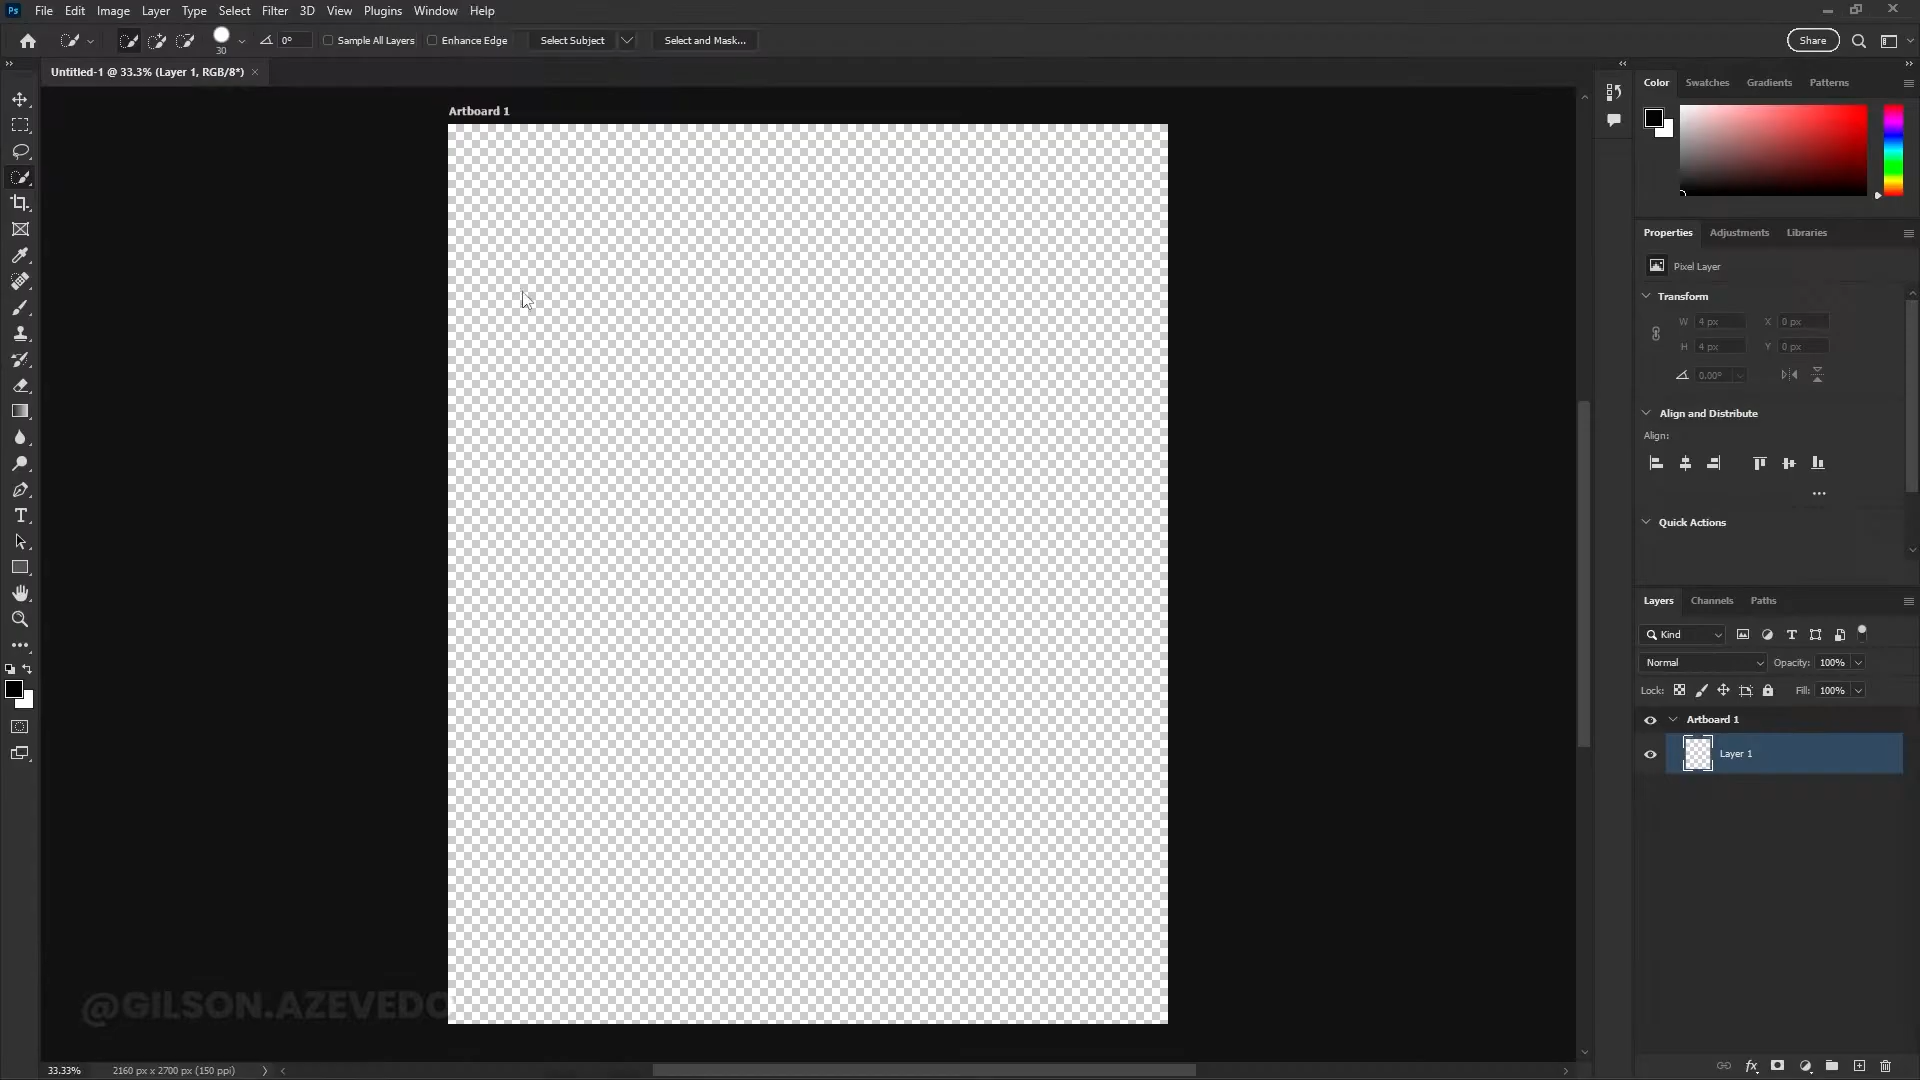 Ps File Edit Image Layer Type Select Filter 3D View Plugins Window Help
30 0° Sample All Layers Enhance Edge Select Subject Select and Mask... Share
Untitled-1 @ 33.3% (Layer 1, RGB/8*)
Artboard 1
Color Swatches Gradients Patterns
Properties Adjustments Libraries
Pixel Layer
Transform
W 4 px X 0 px
H 4 px Y 0 px
0.00°
Align and Distribute
Align:
Quick Actions
Layers Channels Paths
Kind
Normal Opacity: 100%
Lock: Fill: 100%
Artboard 1
Layer 1
@GILSON.AZEVEDO
33.33% 2160 px x 2700 px (150 ppi)